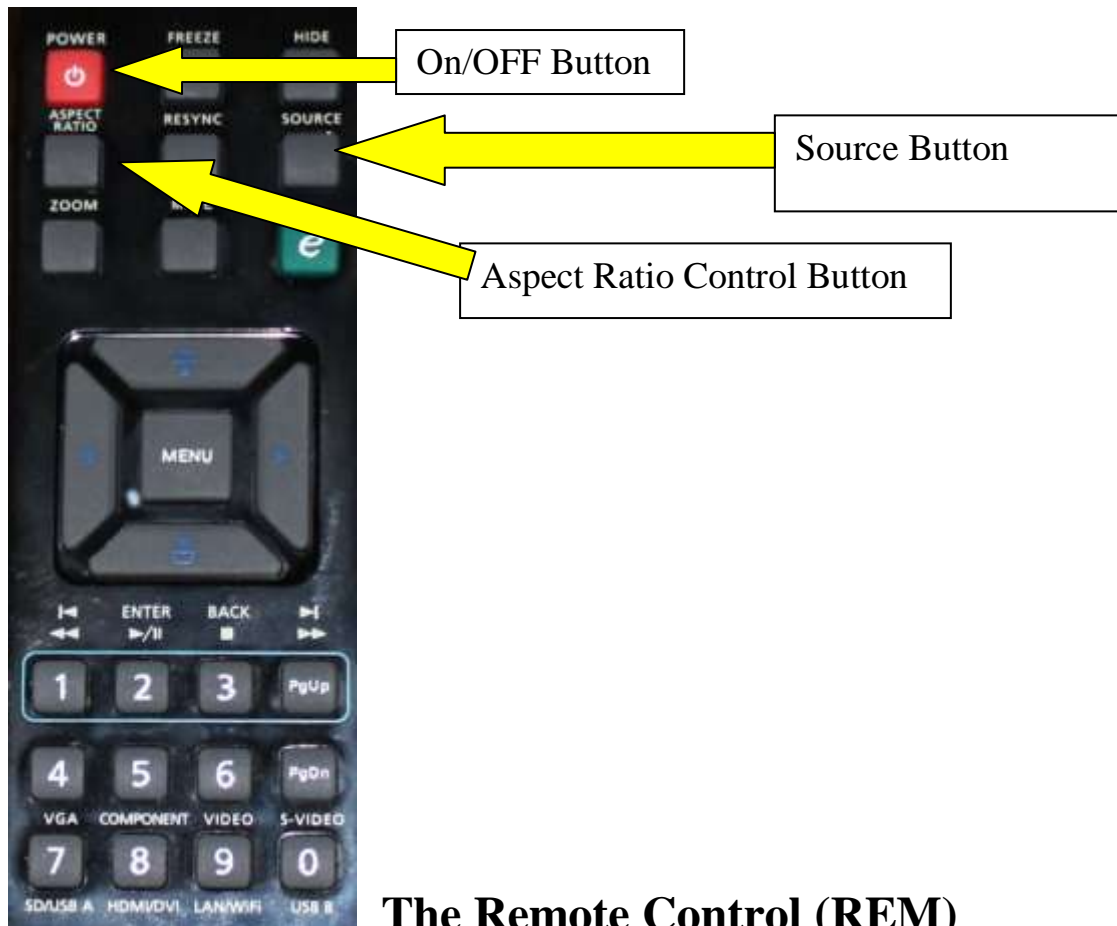 POWER FREEZE HIDE
On/OFF Button
ASPECT RATIO RESYNC SOURCE
Source Button
ZOOM
e
Aspect Ratio Control Button
MENU
ENTER BACK
1 2 3 PgUp
4 5 6 PgDn
VGA COMPONENT VIDEO S-VIDEO
7 8 9 0
SD/USB A HDMI/DVI LAN/WiFi USB B
The Remote Control (REM)